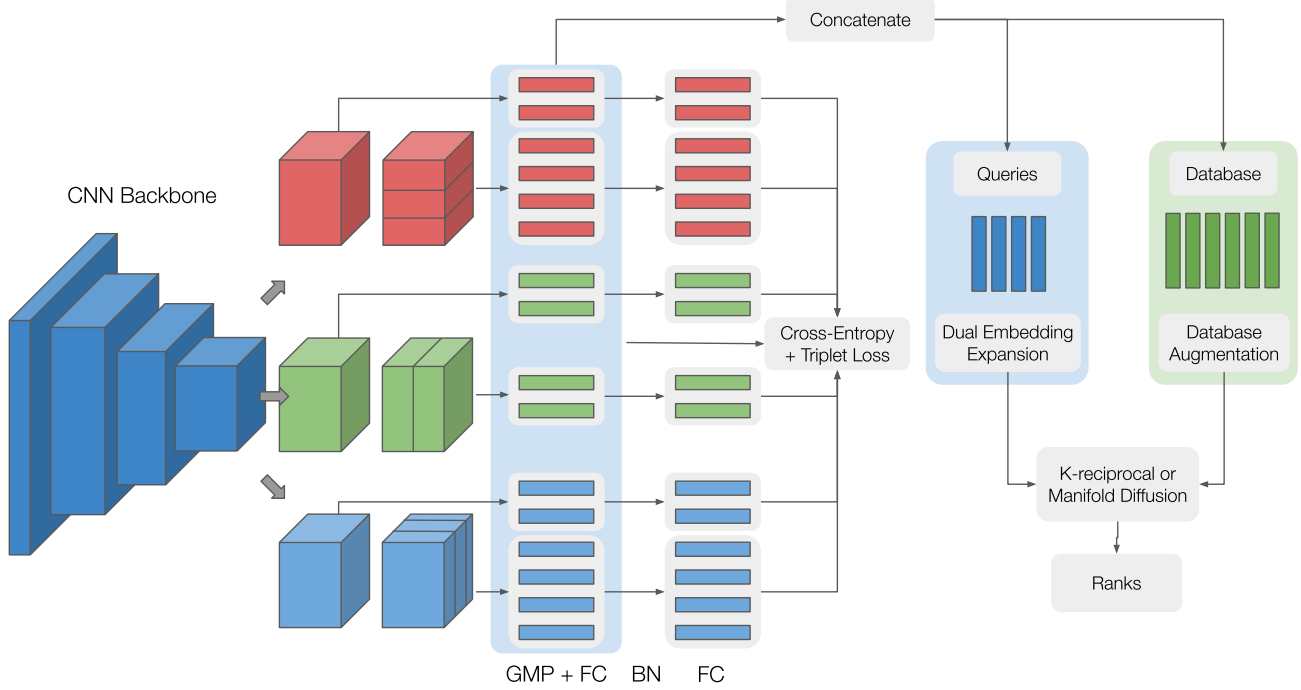 Concatenate
CNN Backbone
Queries
Database
Cross-Entropy
+ Triplet Loss
Dual Embedding
Expansion
Database
Augmentation
K-reciprocal or
Manifold Diffusion
Ranks
GMP + FC
BN
FC